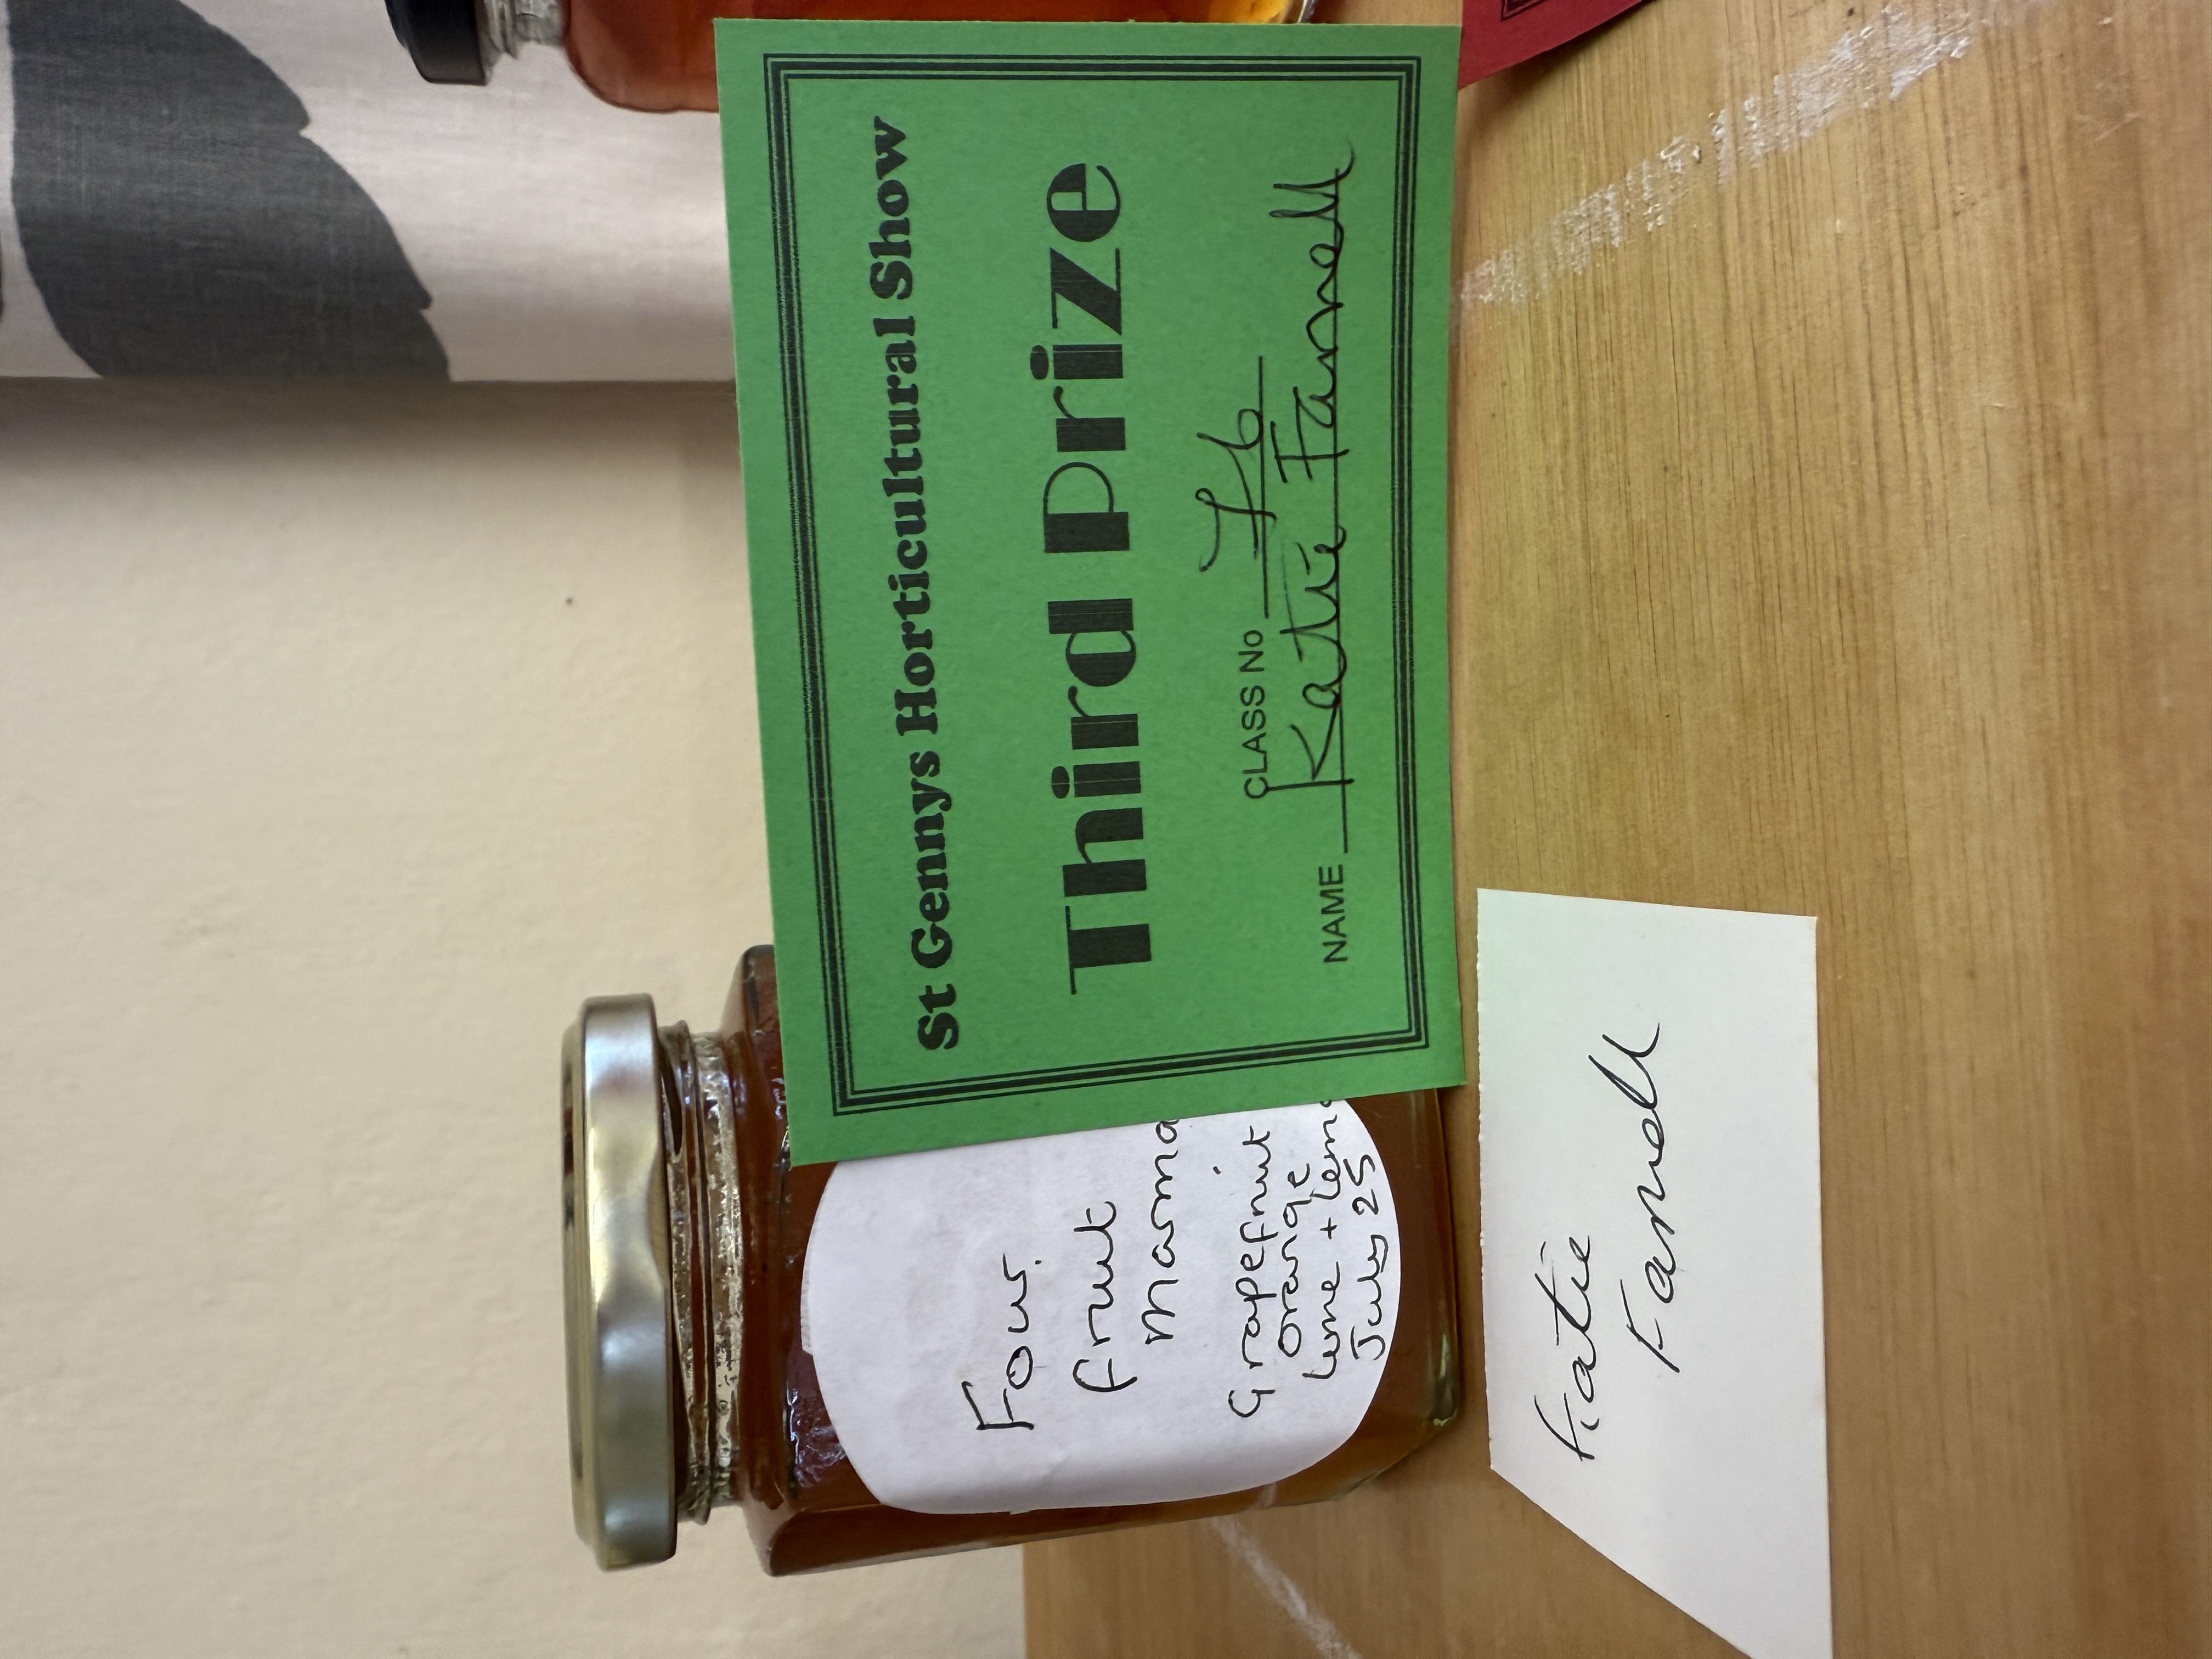 St Gennys Horticultural Show
Third Prize
CLASS No 76
NAME Katie Farnell
Four
fruit
marma
Grapefruit
orange
lime + lem
July 25
Katie
Farnell